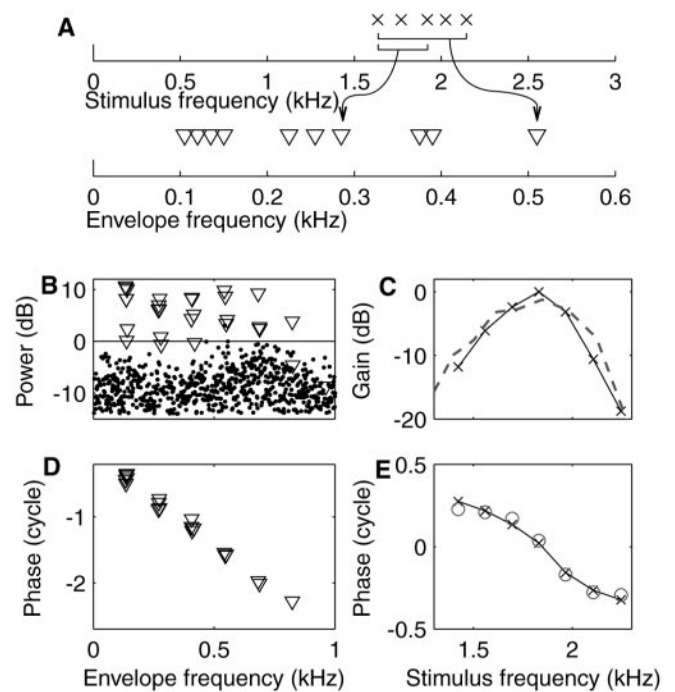 A
0 0.5 1 1.5 2 2.5 3
Stimulus frequency (kHz)
0 0.1 0.2 0.3 0.4 0.5 0.6
Envelope frequency (kHz)
B
10
0
-10
Power (dB)
C
0
-10
-20
Gain (dB)
D
-1
-2
Phase (cycle)
0 0.5 1
Envelope frequency (kHz)
E
0.5
0
-0.5
Phase (cycle)
1.5 2
Stimulus frequency (kHz)